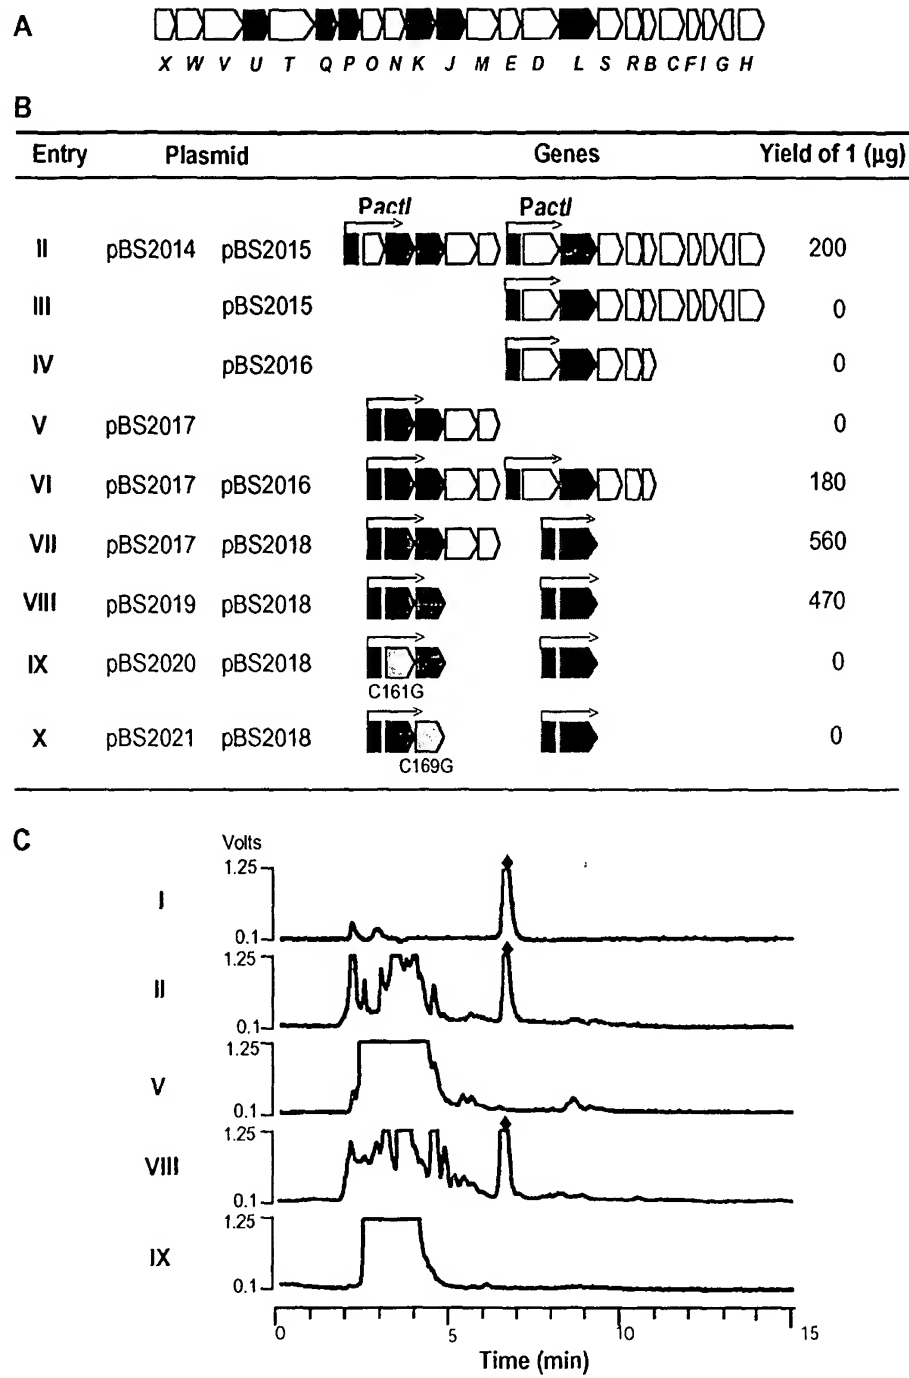 A
X W V U T Q P O N K J M E D L S R B C F I G H
B
Entry Plasmid Genes Yield of 1 (µg)
PactI PactI
II pBS2014 pBS2015 200
III pBS2015 0
IV pBS2016 0
V pBS2017 0
VI pBS2017 pBS2016 180
VII pBS2017 pBS2018 560
VIII pBS2019 pBS2018 470
IX pBS2020 pBS2018 0
C161G
X pBS2021 pBS2018 0
C169G
C
Volts
1.25
I
0.1
1.25
II
0.1
1.25
V
0.1
1.25
VIII
0.1
1.25
IX
0.1
0 5 10 15
Time (min)